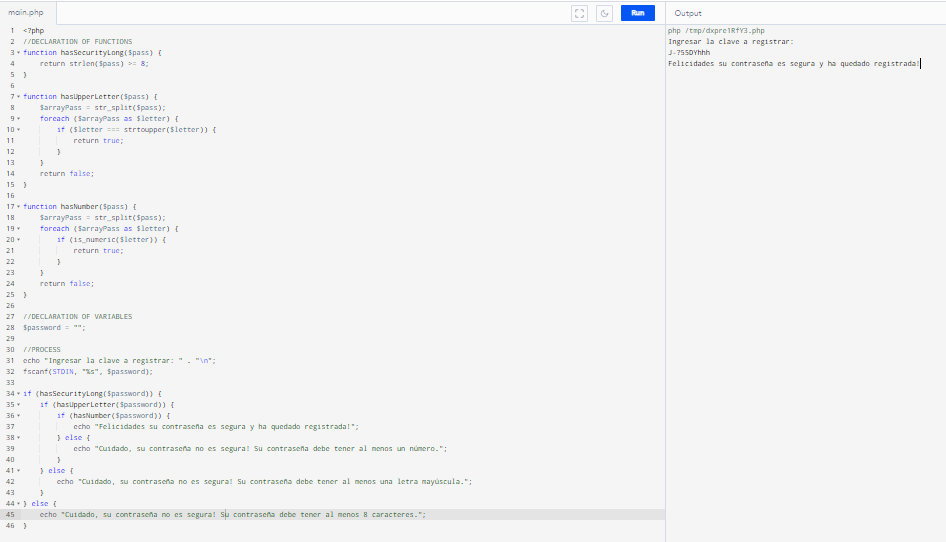 main.php
Run
Output
1 <?php
2 //DECLARATION OF FUNCTIONS
3 function hasSecurityLong($pass) {
4 return strlen($pass) >= 8;
5 }
6
7 function hasUpperLetter($pass) {
8 $arrayPass = str_split($pass);
9 foreach ($arrayPass as $letter) {
10 if ($letter === strtoupper($letter)) {
11 return true;
12 }
13 }
14 return false;
15 }
16
17 function hasNumber($pass) {
18 $arrayPass = str_split($pass);
19 foreach ($arrayPass as $letter) {
20 if (is_numeric($letter)) {
21 return true;
22 }
23 }
24 return false;
25 }
26
27 //DECLARATION OF VARIABLES
28 $password = "";
29
30 //PROCESS
31 echo "Ingresar la clave a registrar: " . "\n";
32 fscanf(STDIN, "%s", $password);
33
34 if (hasSecurityLong($password)) {
35 if (hasUpperLetter($password)) {
36 if (hasNumber($password)) {
37 echo "Felicidades su contraseña es segura y ha quedado registrada!";
38 } else {
39 echo "Cuidado, su contraseña no es segura! Su contraseña debe tener al menos un número.";
40 }
41 } else {
42 echo "Cuidado, su contraseña no es segura! Su contraseña debe tener al menos una letra mayúscula.";
43 }
44 } else {
45 echo "Cuidado, su contraseña no es segura! Su contraseña debe tener al menos 8 caracteres.";
46 }
php /tmp/dxpre1RfY3.php
Ingresar la clave a registrar:
J-755DYhhh
Felicidades su contraseña es segura y ha quedado registrada!